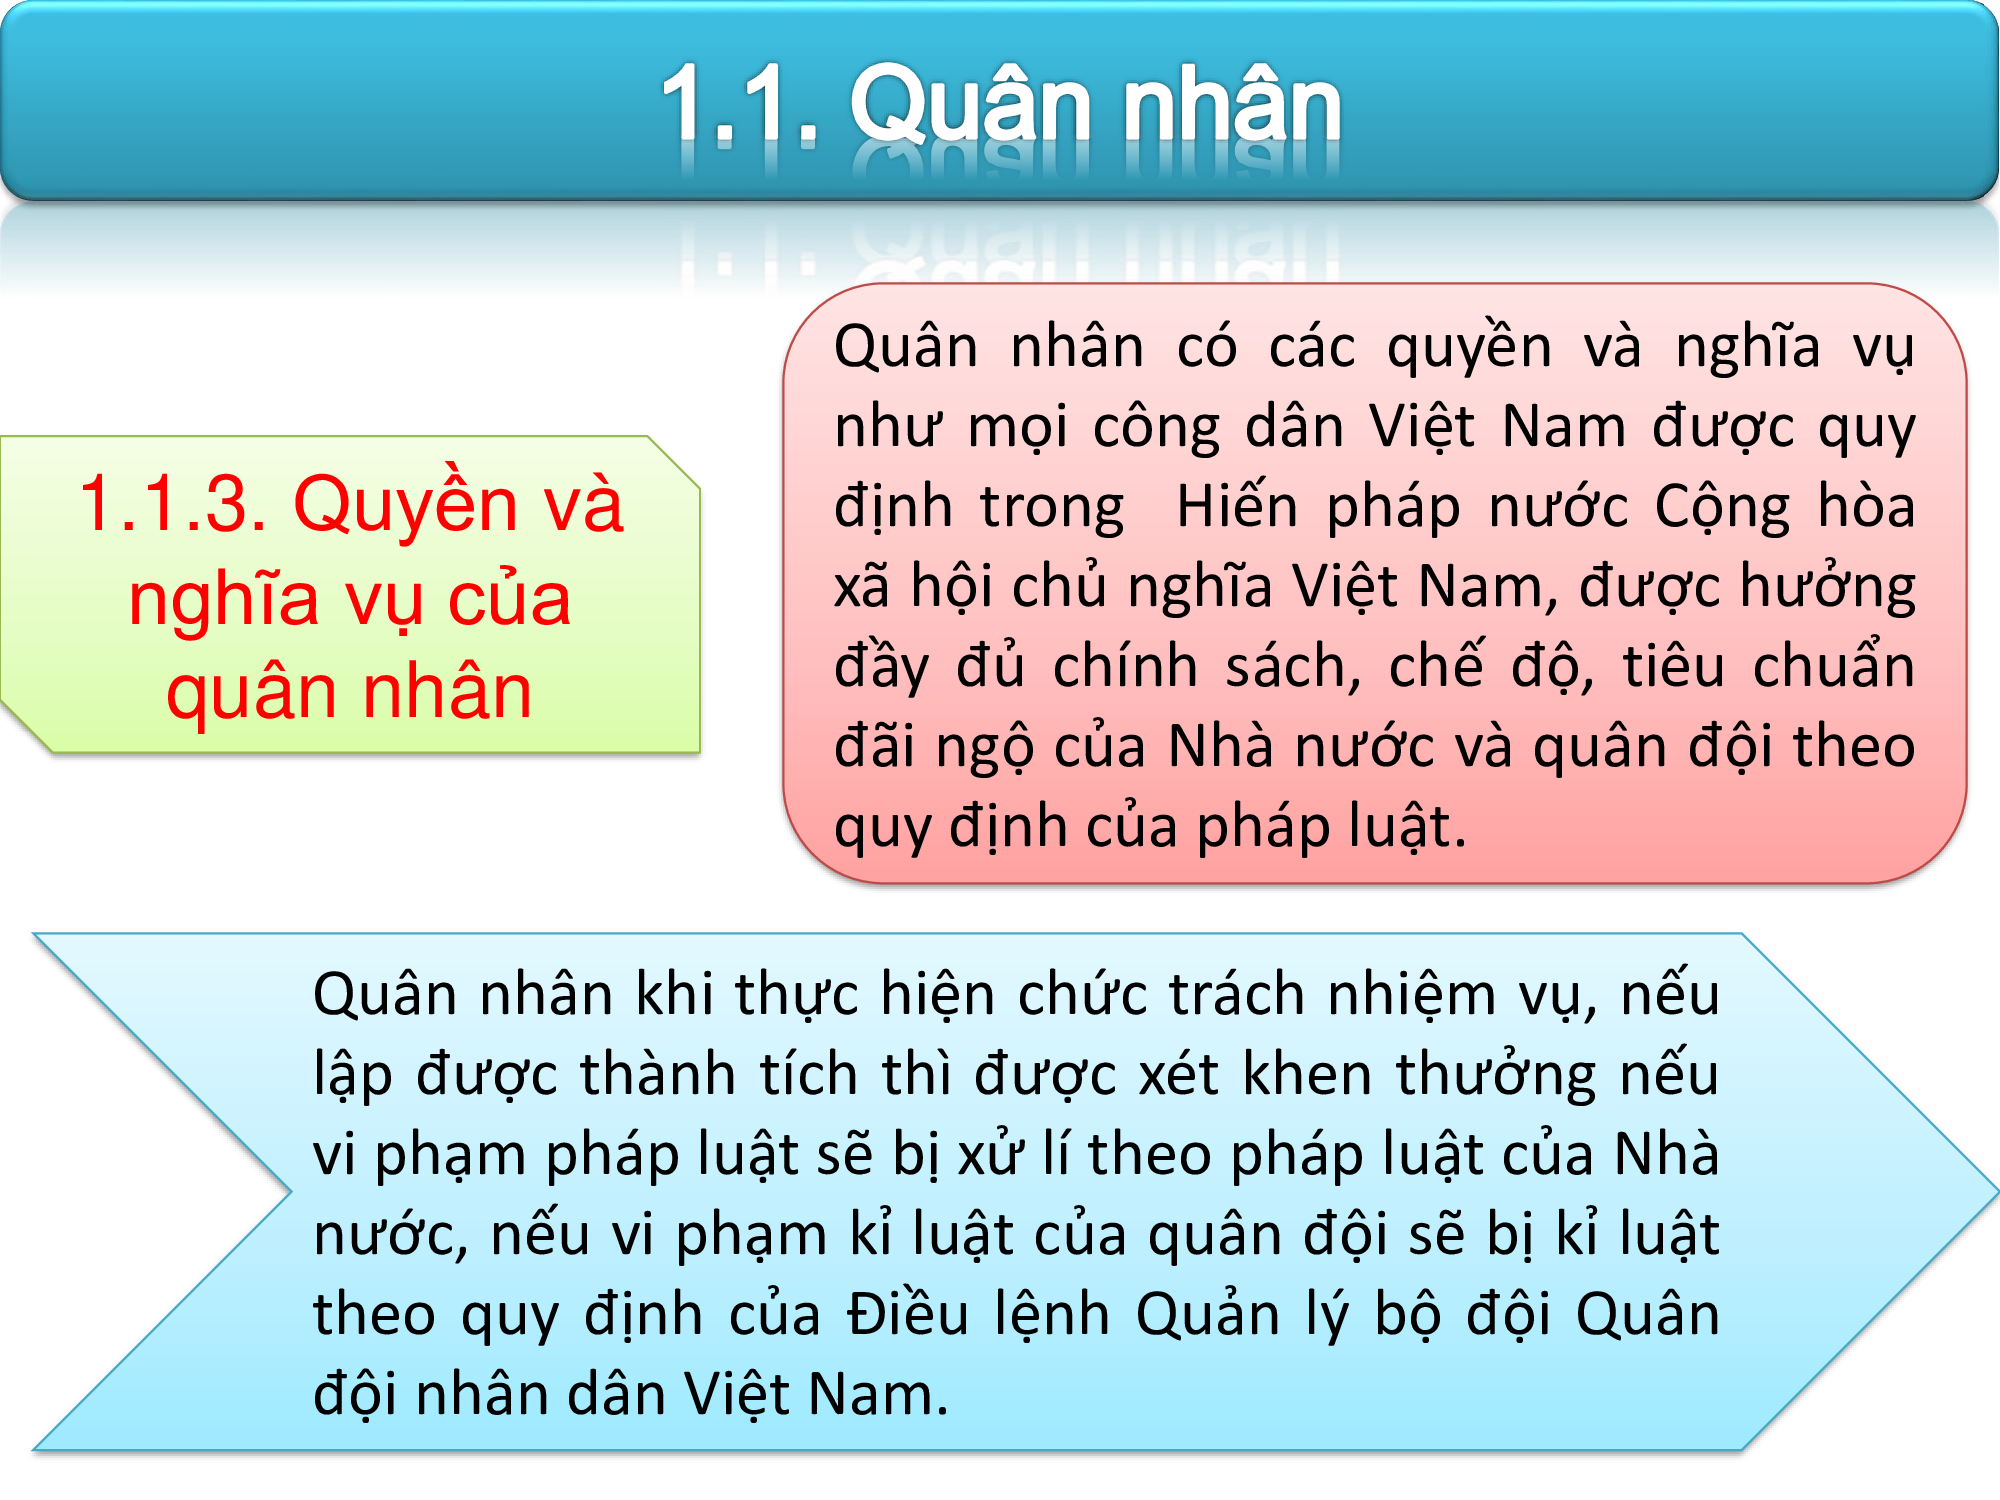 1.1. Quân nhân
1.1.3. Quyền và
nghĩa vụ của
quân nhân
Quân nhân có các quyền và nghĩa vụ
như mọi công dân Việt Nam được quy
định trong Hiến pháp nước Cộng hòa
xã hội chủ nghĩa Việt Nam, được hưởng
đầy đủ chính sách, chế độ, tiêu chuẩn
đãi ngộ của Nhà nước và quân đội theo
quy định của pháp luật.
Quân nhân khi thực hiện chức trách nhiệm vụ, nếu
lập được thành tích thì được xét khen thưởng nếu
vi phạm pháp luật sẽ bị xử lí theo pháp luật của Nhà
nước, nếu vi phạm kỉ luật của quân đội sẽ bị kỉ luật
theo quy định của Điều lệnh Quản lý bộ đội Quân
đội nhân dân Việt Nam.